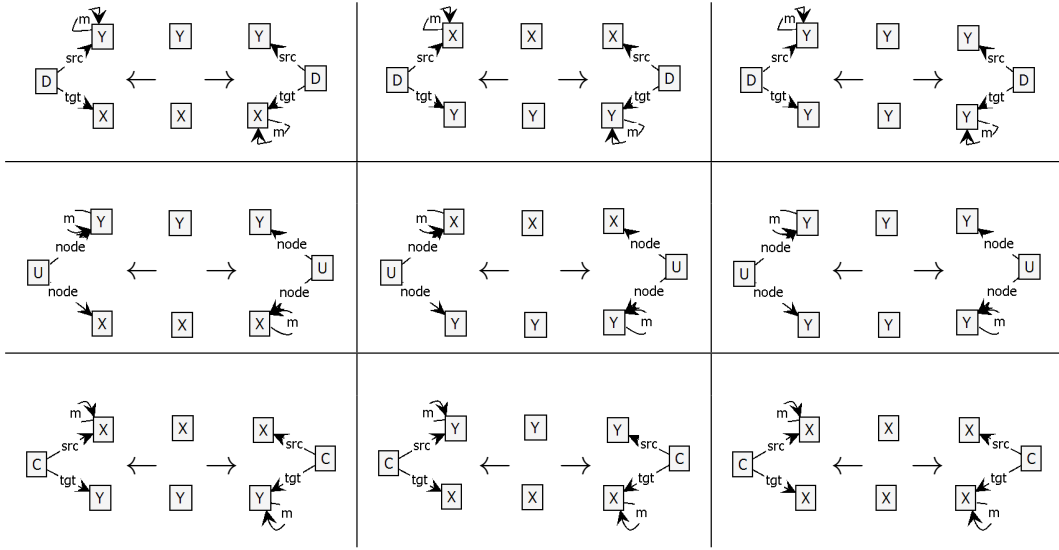 m Y Y Y m X X X m Y Y Y
src src src src src src
D D D D D D
tgt tgt tgt tgt tgt tgt
X X X Y Y Y Y Y Y
m m m
m Y Y Y m X X X m Y Y Y
node node node node node node
U U U U U U
node node node node node node
X X X m Y Y Y m Y Y Y m
m m m
X X X Y Y Y X X X
src src src src src src
C C C C C C
tgt tgt tgt tgt tgt tgt
Y Y Y X X X X X X
m m m